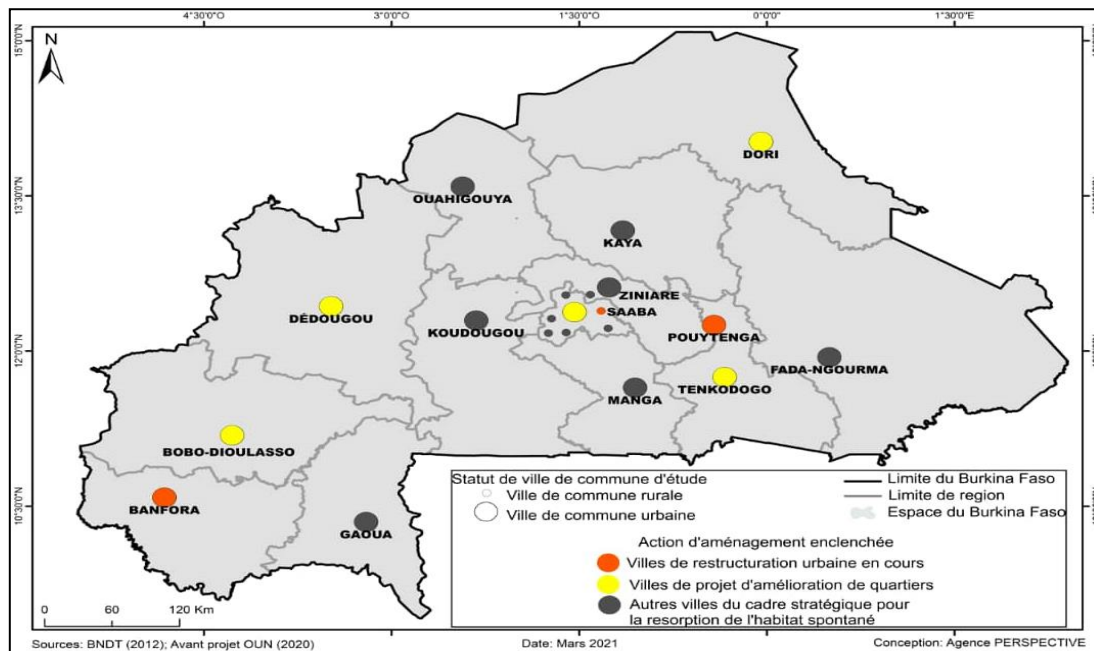 4°30'0"N
3°0'0"N
1°30'0"N
0°0'0"
1°30'0"E
15°0'0"N
N
DORI
13°30'0"N
OUAHIGOUYA
KAYA
ZINIARE
DÉDOUGOU
SAABA
KOUDOUGOU
POUYTENGA
12°0'0"N
FADA-NGOURMA
TENKODOGO
MANGA
BOBO-DIOULASSO
10°30'0"N
BANFORA
GAOUA
Statut de ville de commune d'étude
Ville de commune rurale
Ville de commune urbaine
Limite du Burkina Faso
Limite de region
Espace du Burkina Faso
Action d'aménagement enclenchée
Villes de restructuration urbaine en cours
Villes de projet d'amélioration de quartiers
Autres villes du cadre stratégique pour
la resorption de l'habitat spontané
0 60 120 Km
Sources: BNDT (2012); Avant projet OUN (2020) Date: Mars 2021 Conception: Agence PERSPECTIVE